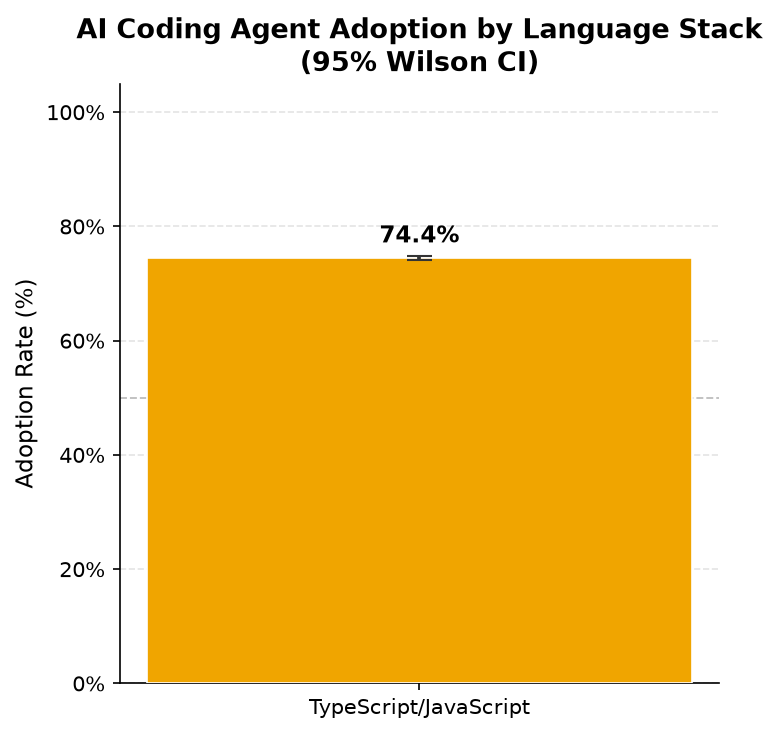 AI Coding Agent Adoption by Language Stack
(95% Wilson CI)
100%
80%
74.4%
60%
40%
20%
0%
Adoption Rate (%)
TypeScript/JavaScript